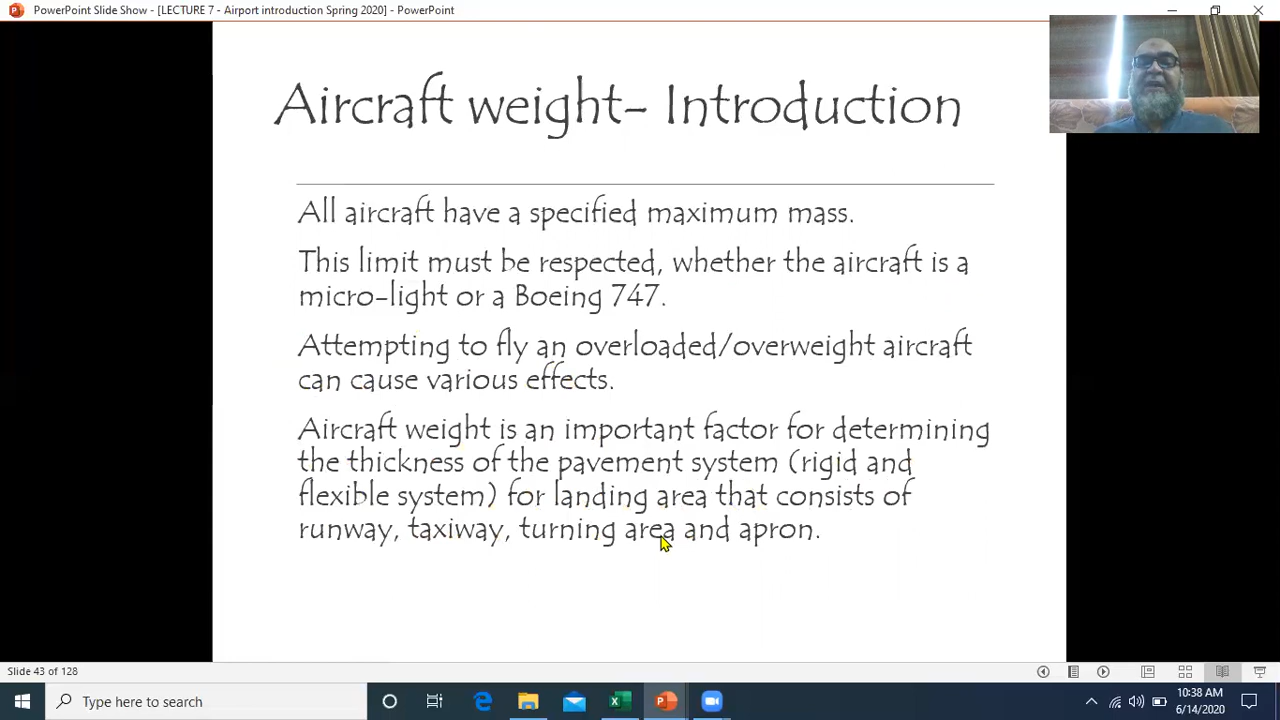 PowerPoint Slide Show - [LECTURE 7 - Airport introduction Spring 2020] - PowerPoint
Aircraft weight- Introduction
All aircraft have a specified maximum mass.
This limit must be respected, whether the aircraft is a
micro-light or a Boeing 747.
Attempting to fly an overloaded/overweight aircraft
can cause various effects.
Aircraft weight is an important factor for determining
the thickness of the pavement system (rigid and
flexible system) for landing area that consists of
runway, taxiway, turning area and apron.
Slide 43 of 128
Type here to search
10:38 AM
6/14/2020